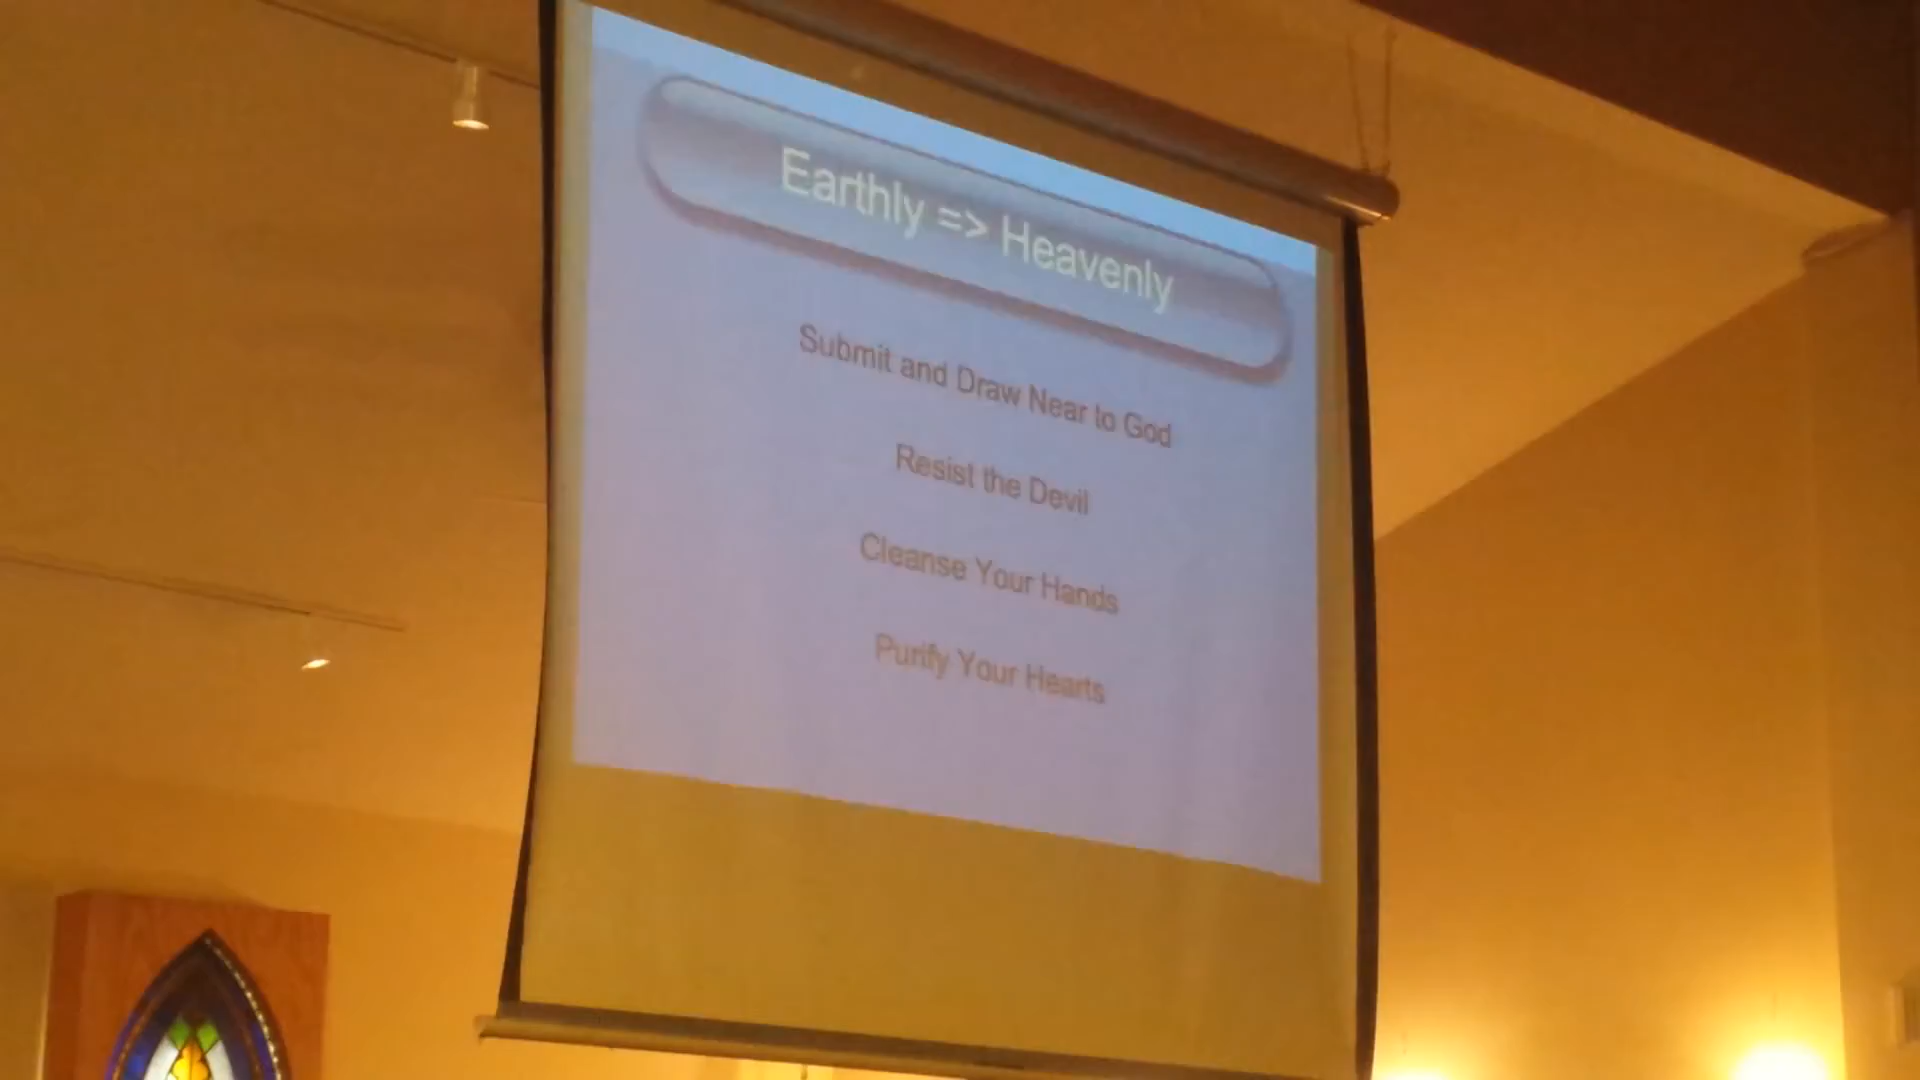 Earthly => Heavenly
Submit and Draw Near to God
Resist the Devil
Cleanse Your Hands
Purify Your Hearts